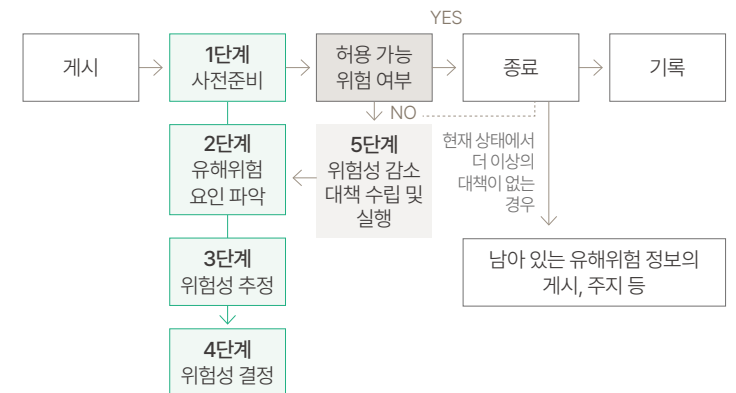 YES
게시
1단계
사전준비
허용 가능
위험 여부
종료
기록
NO
2단계
유해위험
요인 파악
5단계
위험성 감소
대책 수립 및
실행
현재 상태에서
더 이상의
대책이 없는
경우
3단계
위험성 추정
남아 있는 유해위험 정보의
게시, 주지 등
4단계
위험성 결정